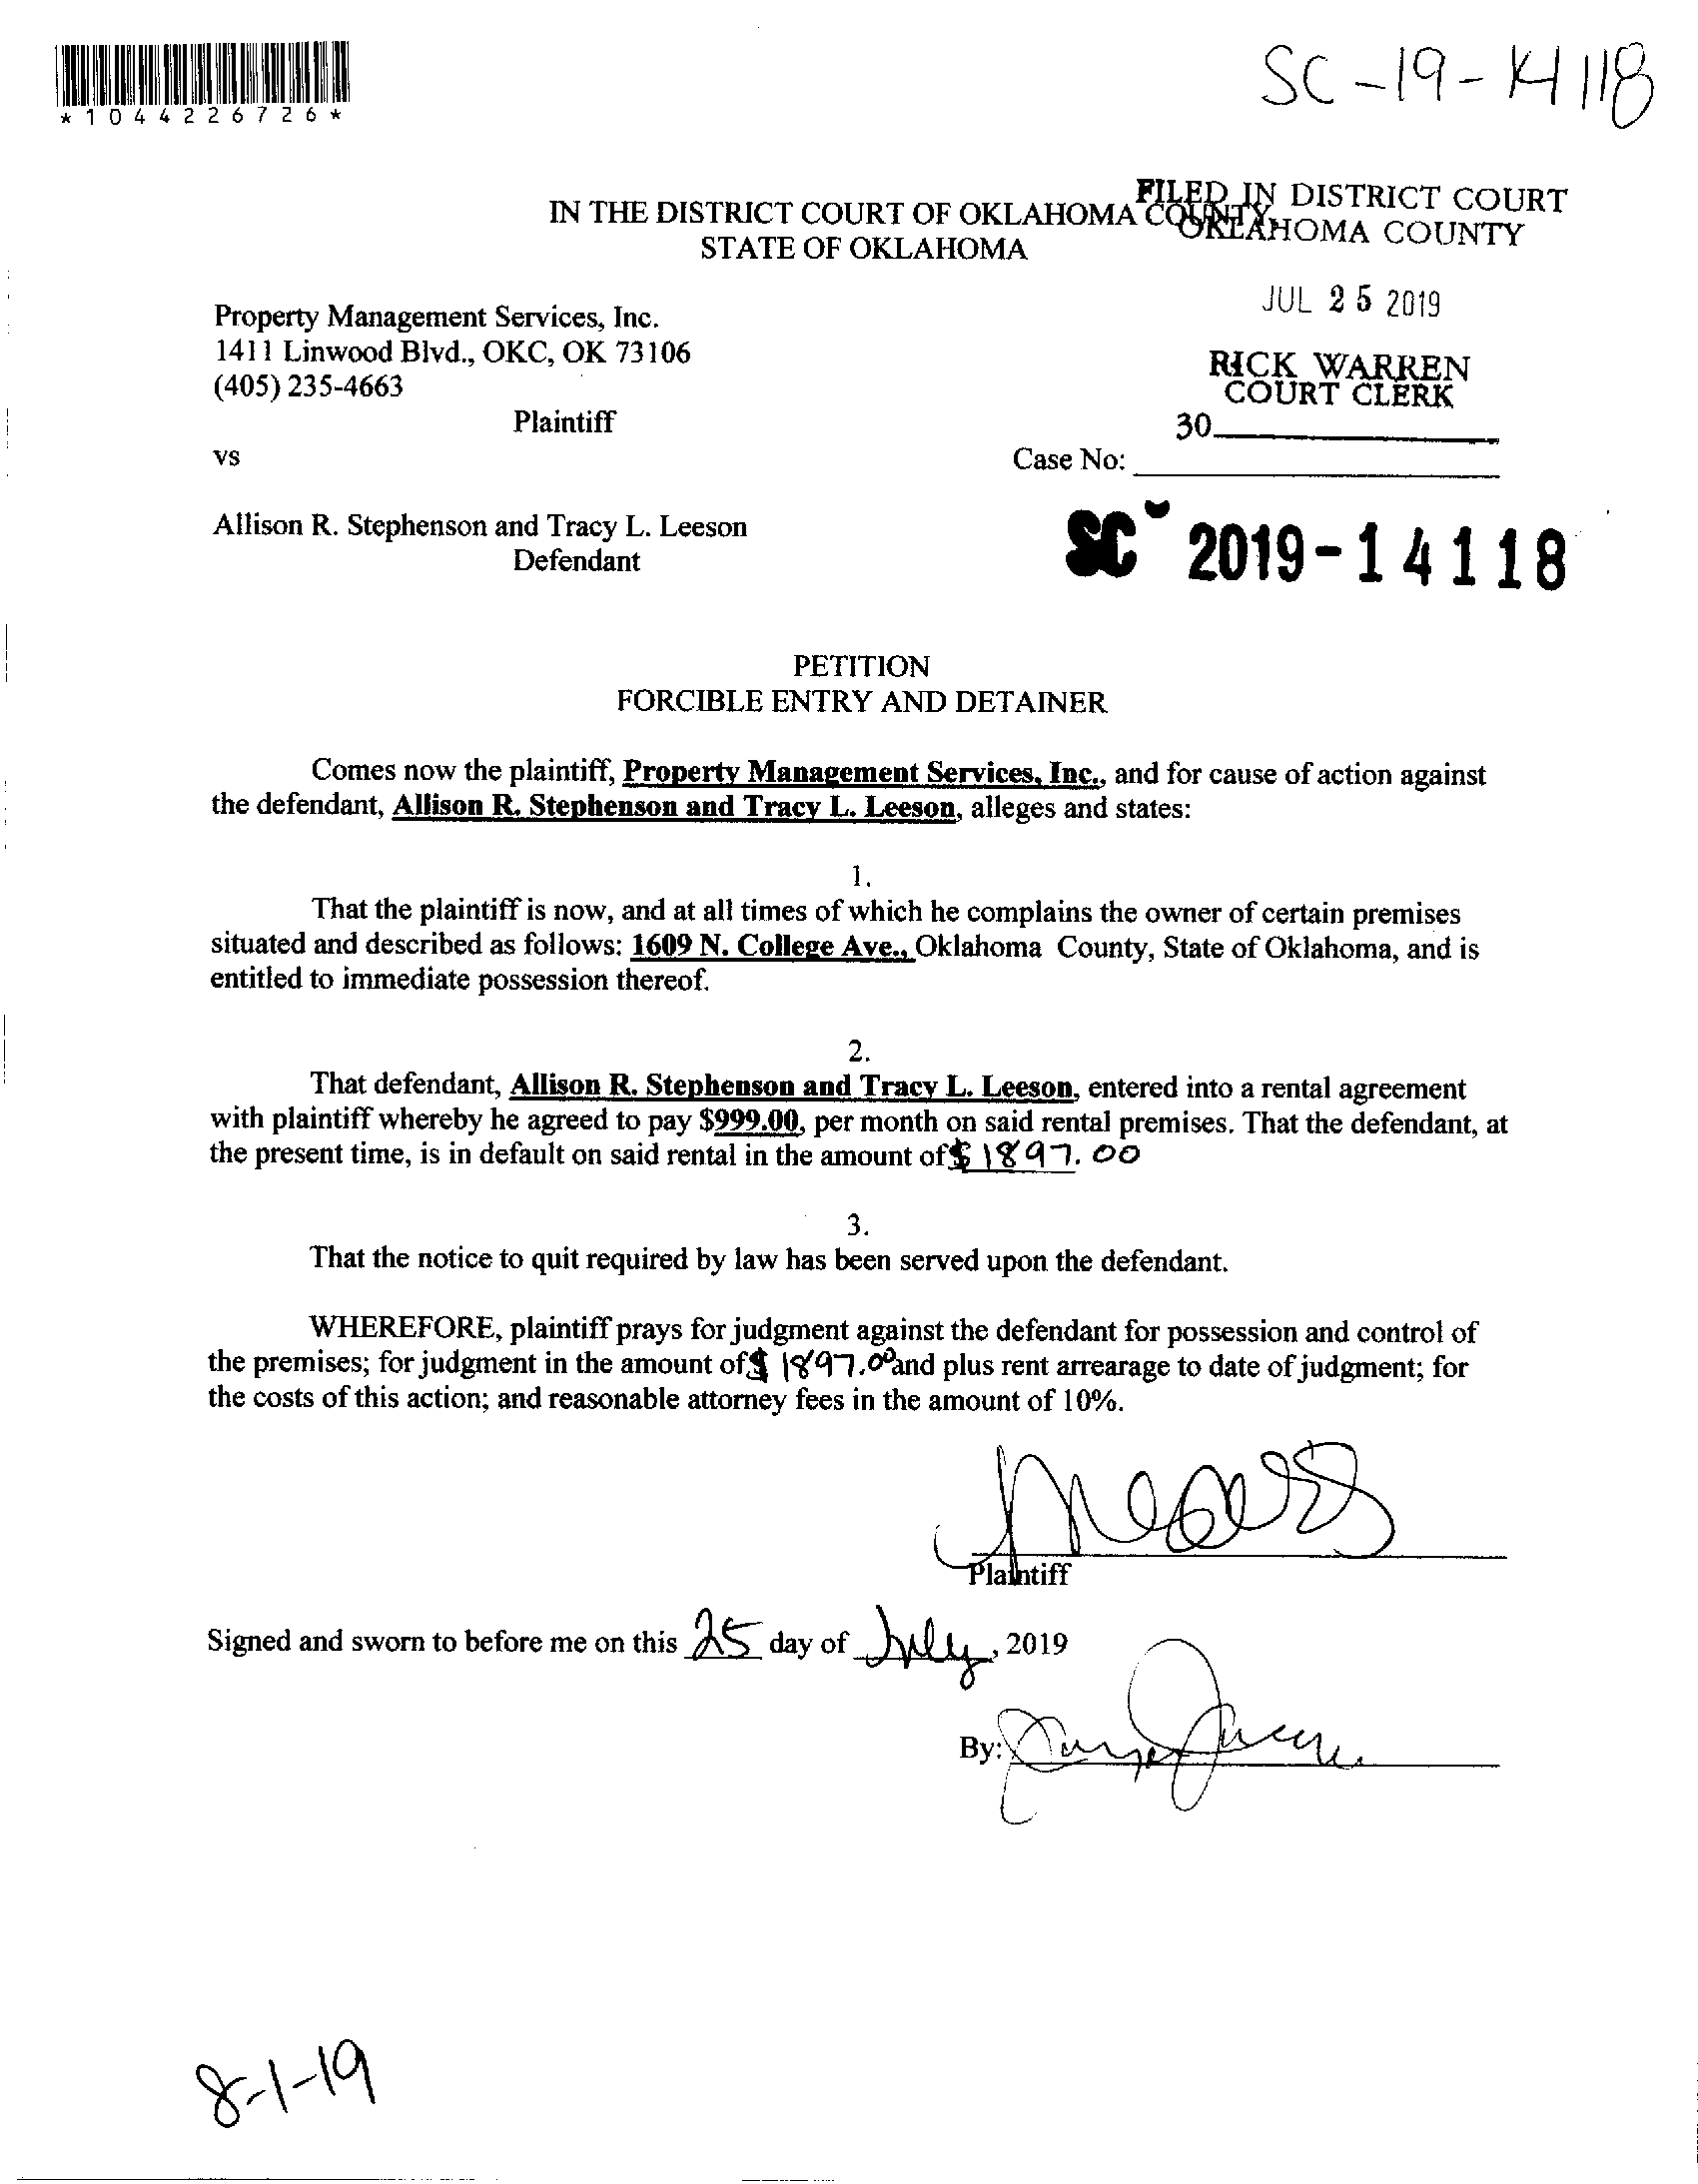 *1044226726*
SC-19-14118
FILED IN DISTRICT COURT
OKLAHOMA COUNTY
IN THE DISTRICT COURT OF OKLAHOMA COUNTY
STATE OF OKLAHOMA
JUL 25 2019
RICK WARREN
COURT CLERK
30
Property Management Services, Inc.
1411 Linwood Blvd., OKC, OK 73106
(405) 235-4663
Plaintiff
vs
Case No:
Allison R. Stephenson and Tracy L. Leeson
Defendant
SC 2019-14118
PETITION
FORCIBLE ENTRY AND DETAINER
Comes now the plaintiff, Property Management Services, Inc., and for cause of action against
the defendant, Allison R. Stephenson and Tracy L. Leeson, alleges and states:
1.
That the plaintiff is now, and at all times of which he complains the owner of certain premises
situated and described as follows: 1609 N. College Ave., Oklahoma County, State of Oklahoma, and is
entitled to immediate possession thereof.
2.
That defendant, Allison R. Stephenson and Tracy L. Leeson, entered into a rental agreement
with plaintiff whereby he agreed to pay $999.00, per month on said rental premises. That the defendant, at
the present time, is in default on said rental in the amount of $ 1897.00
3.
That the notice to quit required by law has been served upon the defendant.
WHEREFORE, plaintiff prays for judgment against the defendant for possession and control of
the premises; for judgment in the amount of $ 1897.00 and plus rent arrearage to date of judgment; for
the costs of this action; and reasonable attorney fees in the amount of 10%.
Plaintiff
Signed and sworn to before me on this 25 day of July, 2019
By:
8-1-19